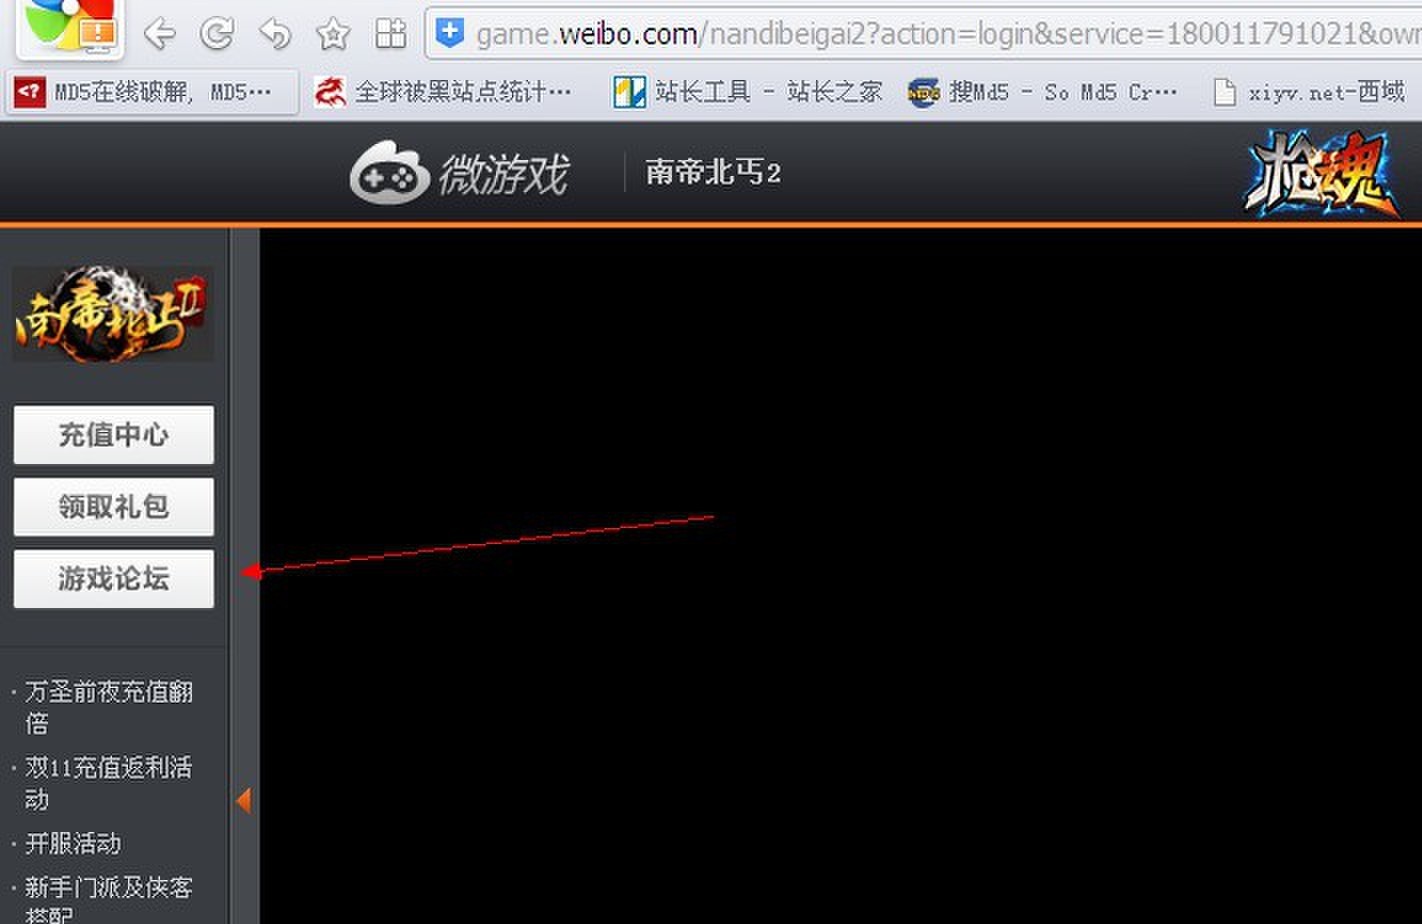 game.weibo.com/nandibeigai2?action=login&service=180011791021&owr
MD5在线破解, MD5…
全球被黑站点统计…
站长工具 - 站长之家
搜Md5 - So Md5 Cr…
xiyv.net-西域
微游戏
南帝北丐2
枪魂
南帝北丐II
充值中心
领取礼包
游戏论坛
· 万圣前夜充值翻
倍
· 双11充值返利活
动
· 开服活动
· 新手门派及侠客
搭配